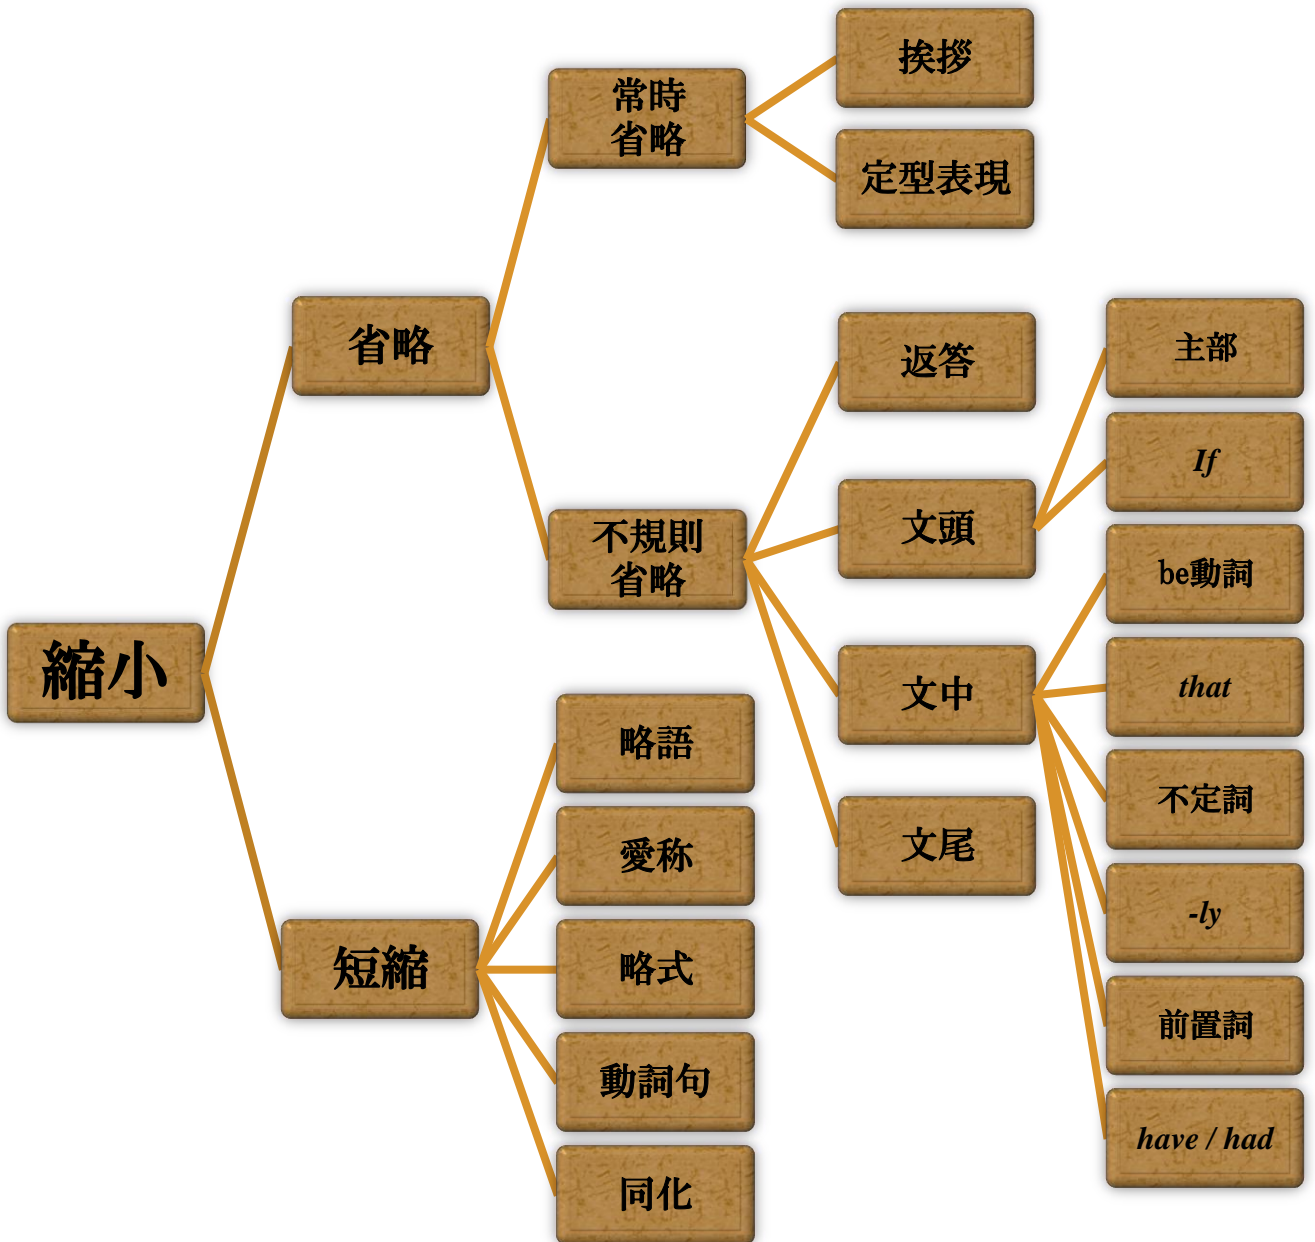 縮小
省略
常時
省略
挨拶
定型表現
不規則
省略
返答
文頭
主部
If
文中
be動詞
that
不定詞
-ly
前置詞
have / had
文尾
短縮
略語
愛称
略式
動詞句
同化